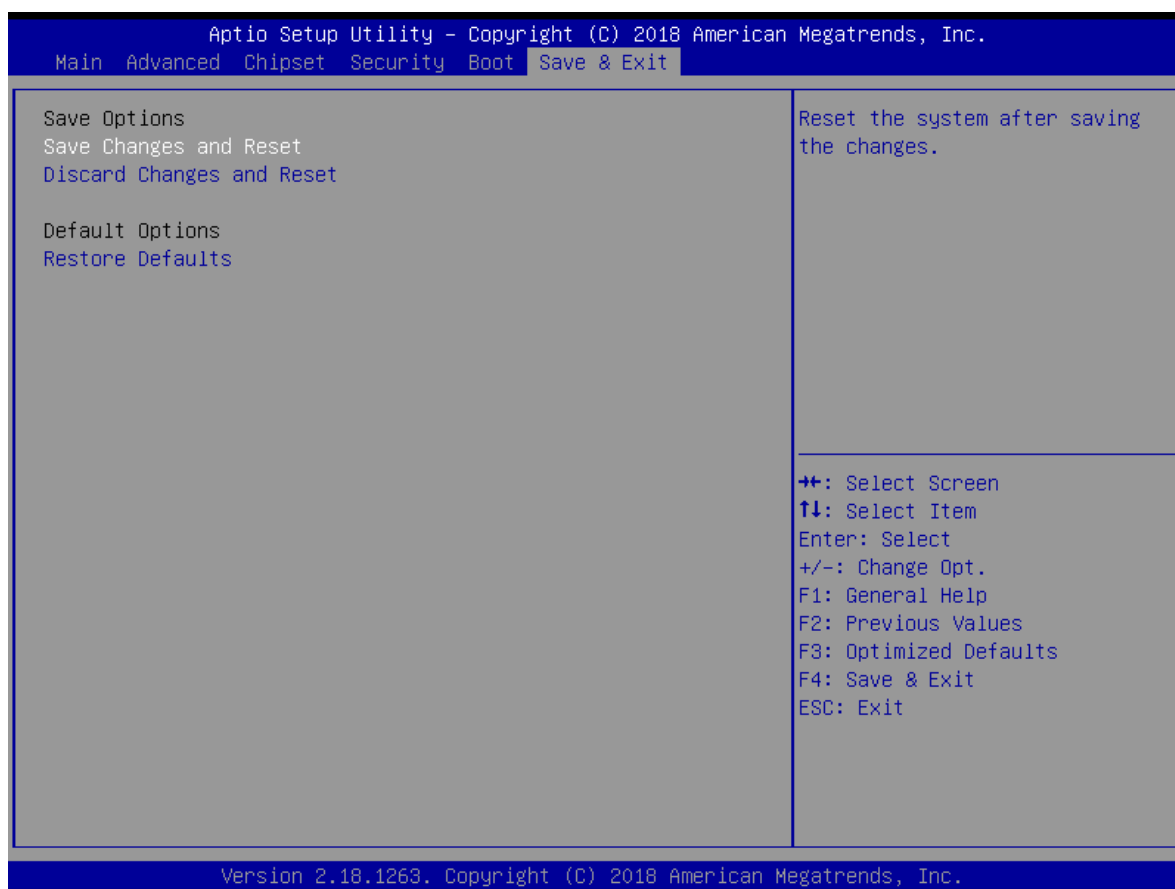 Aptio Setup Utility – Copyright (C) 2018 American Megatrends, Inc.
Main Advanced Chipset Security Boot Save & Exit
Save Options
Save Changes and Reset
Discard Changes and Reset
Default Options
Restore Defaults
Reset the system after saving
the changes.
→←: Select Screen
↑↓: Select Item
Enter: Select
+/-: Change Opt.
F1: General Help
F2: Previous Values
F3: Optimized Defaults
F4: Save & Exit
ESC: Exit
Version 2.18.1263. Copyright (C) 2018 American Megatrends, Inc.